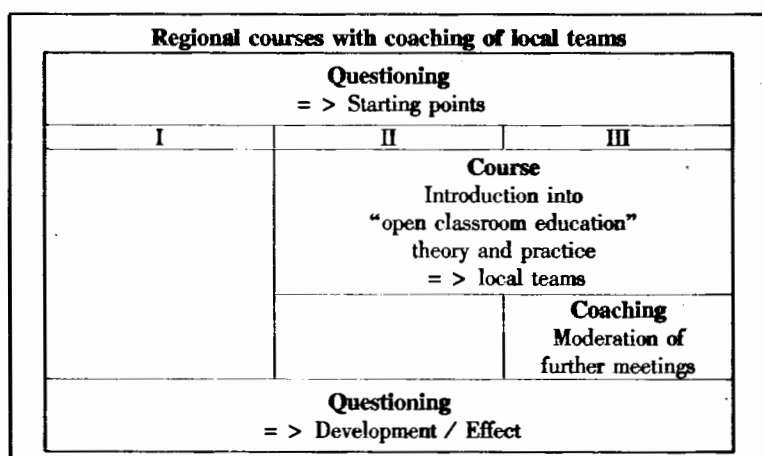 Regional courses with coaching of local teams
Questioning
= > Starting points
I II III
Course
Introduction into
"open classroom education"
theory and practice
= > local teams
Coaching
Moderation of
further meetings
Questioning
= > Development / Effect